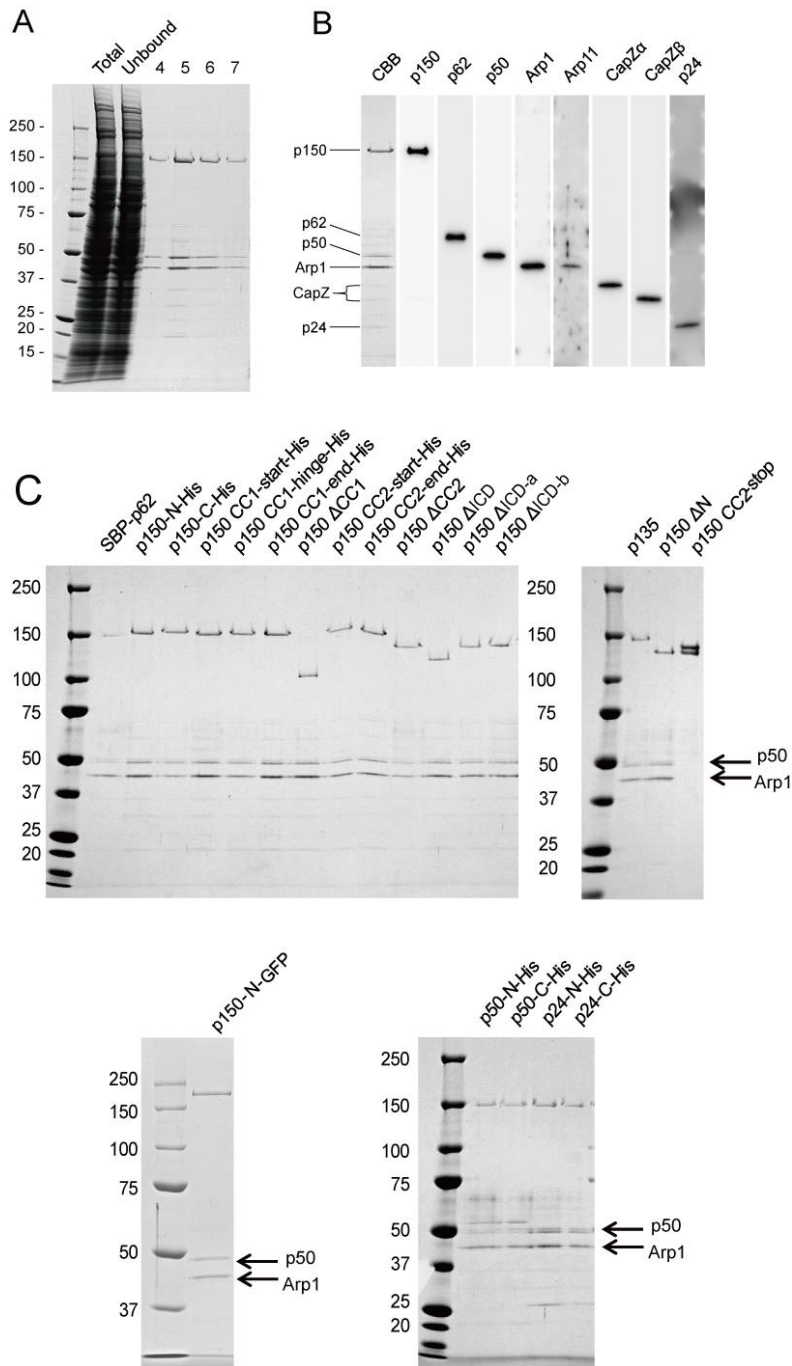 A
Total
Unbound
4 5 6 7
250 -
150 -
100 -
75 -
50 -
37 -
25 -
20 -
15 -
B
CBB
p150
p62
p50
Arp1
Arp11
CapZα
CapZβ
p24
p150
p62
p50
Arp1
CapZ
p24
C
SBP-p62
p150-N-His
p150-C-His
p150 CC1-start-His
p150 CC1-hinge-His
p150 CC1-end-His
p150 ΔCC1
p150 CC2-start-His
p150 CC2-end-His
p150 ΔCC2
p150 ΔICD
p150 ΔICD-a
p150 ΔICD-b
250
150
100
75
50
37
25
20
p135
p150 ΔN
p150 CC2-stop
250
150
100
75
50
37
25
20
p50
Arp1
p150-N-GFP
250
150
100
75
50
37
p50
Arp1
p50-N-His
p50-C-His
p24-N-His
p24-C-His
250
150
100
75
50
37
25
20
p50
Arp1